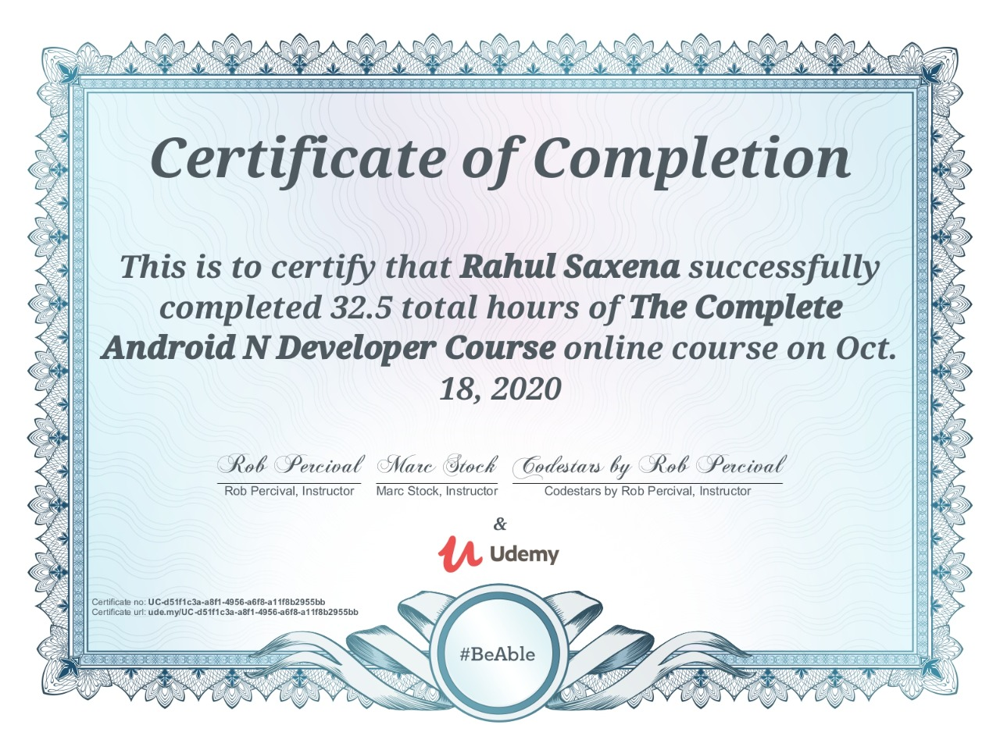 Certificate of Completion
This is to certify that Rahul Saxena successfully
completed 32.5 total hours of The Complete
Android N Developer Course online course on Oct.
18, 2020
Rob Percival Marc Stock Codestars by Rob Percival
Rob Percival, Instructor Marc Stock, Instructor Codestars by Rob Percival, Instructor
&
Udemy
Certificate no: UC-d51f1c3a-a8f1-4956-a6f8-a11f8b2955bb
Certificate url: ude.my/UC-d51f1c3a-a8f1-4956-a6f8-a11f8b2955bb
#BeAble